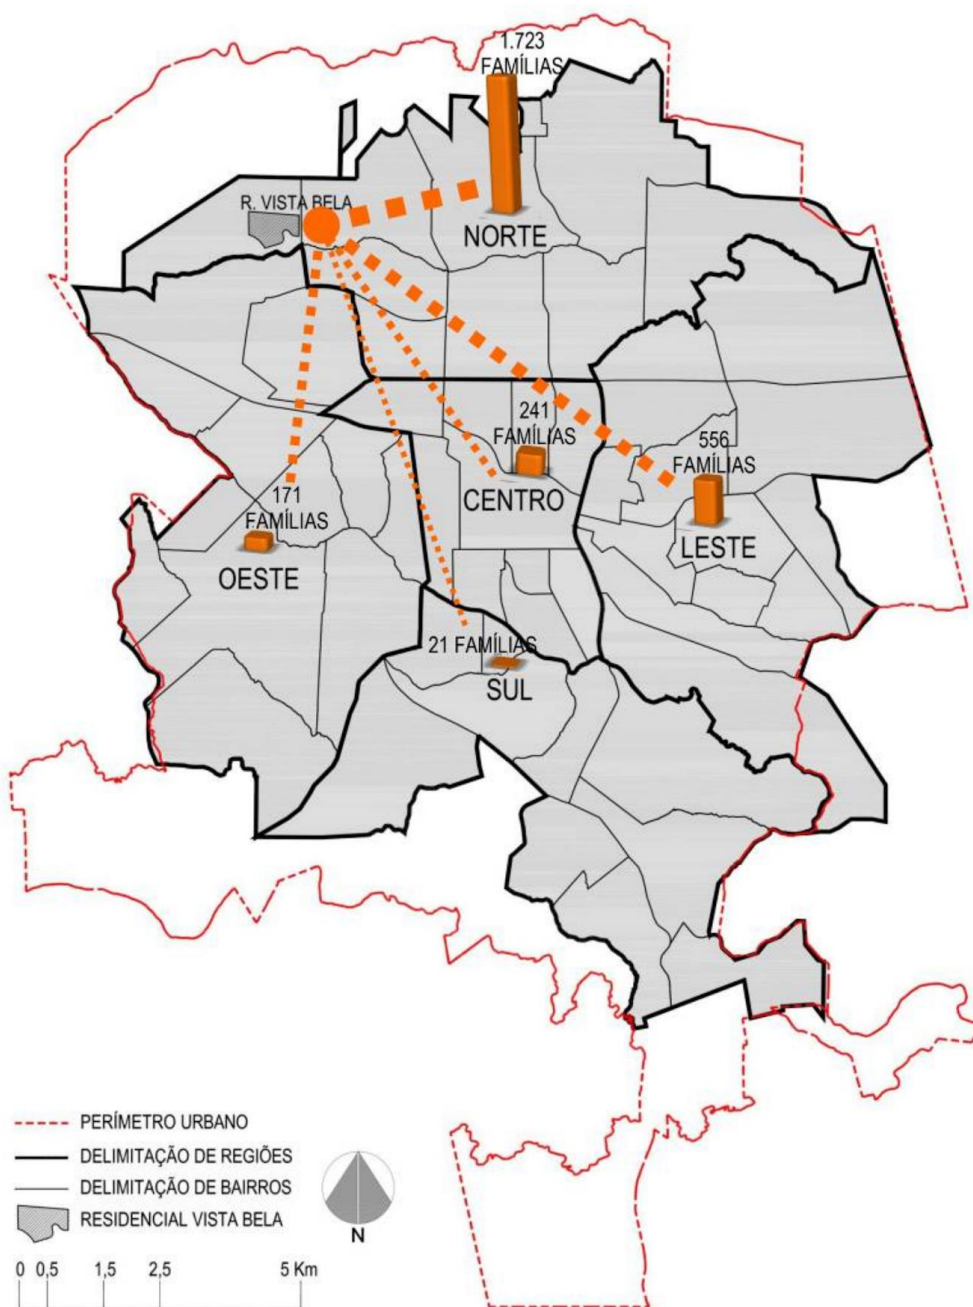 1.723
FAMÍLIAS
R. VISTA BELA
NORTE
241
FAMÍLIAS
CENTRO
556
FAMÍLIAS
LESTE
171
FAMÍLIAS
OESTE
21 FAMÍLIAS
SUL
PERÍMETRO URBANO
DELIMITAÇÃO DE REGIÕES
DELIMITAÇÃO DE BAIRROS
RESIDENCIAL VISTA BELA
N
0 0,5 1,5 2,5 5 Km